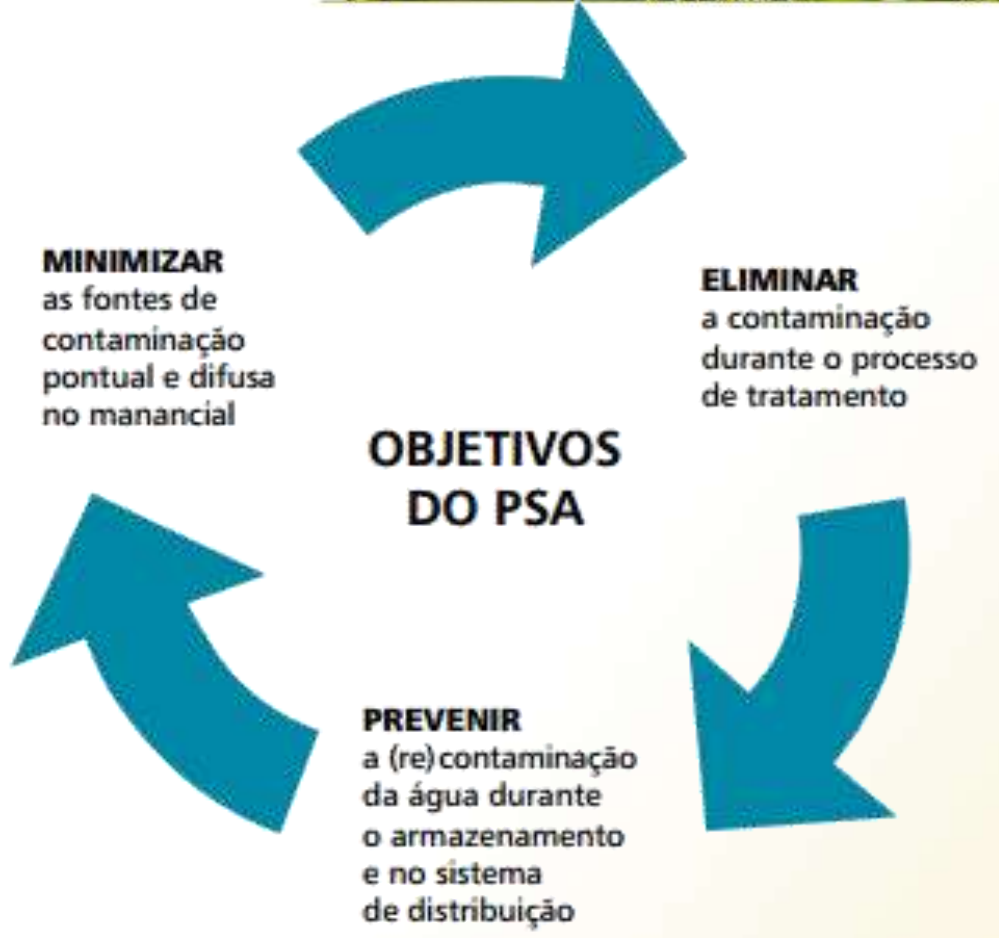 MINIMIZAR
as fontes de
contaminação
pontual e difusa
no manancial
ELIMINAR
a contaminação
durante o processo
de tratamento
OBJETIVOS
DO PSA
PREVENIR
a (re)contaminação
da água durante
o armazenamento
e no sistema
de distribuição